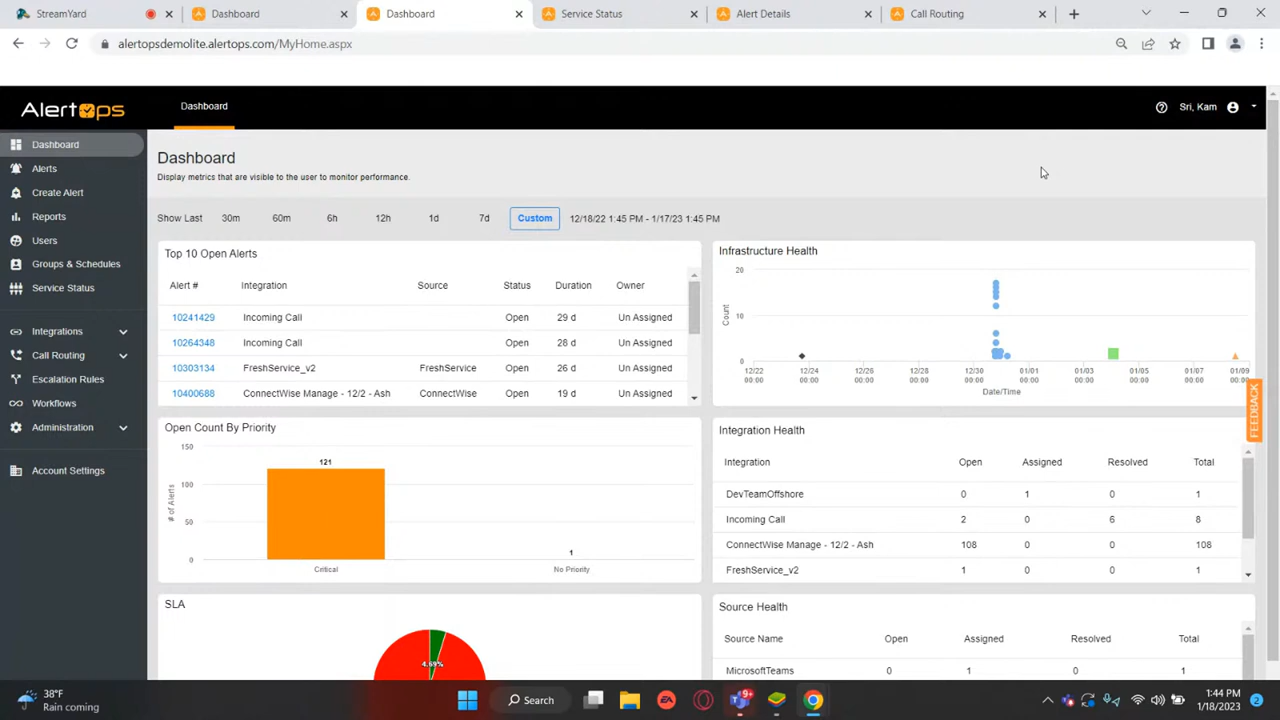 StreamYard
Dashboard
Dashboard
Service Status
Alert Details
Call Routing
alertopsdemolite.alertops.com/MyHome.aspx
AlertOps
Dashboard
Sri, Kam
Dashboard
Alerts
Create Alert
Reports
Users
Groups & Schedules
Service Status
Integrations
Call Routing
Escalation Rules
Workflows
Administration
Account Settings
Dashboard
Display metrics that are visible to the user to monitor performance.
Show Last 30m 60m 6h 12h 1d 7d Custom 12/18/22 1:45 PM - 1/17/23 1:45 PM
Top 10 Open Alerts
Alert # Integration Source Status Duration Owner
10241429 Incoming Call Open 29 d Un Assigned
10264348 Incoming Call Open 28 d Un Assigned
10303134 FreshService_v2 FreshService Open 26 d Un Assigned
10400688 ConnectWise Manage - 12/2 - Ash ConnectWise Open 19 d Un Assigned
Infrastructure Health
Count
20
10
0
12/22 12/24 12/26 12/28 12/30 01/01 01/03 01/05 01/07 01/09
00:00 00:00 00:00 00:00 00:00 00:00 00:00 00:00 00:00 00:00
Date/Time
FEEDBACK
Open Count By Priority
# of Alerts
150
100
50
0
121
1
Critical No Priority
Integration Health
Integration Open Assigned Resolved Total
DevTeamOffshore 0 1 0 1
Incoming Call 2 0 6 8
ConnectWise Manage - 12/2 - Ash 108 0 0 108
FreshService_v2 1 0 0 1
SLA
4.69%
Source Health
Source Name Open Assigned Resolved Total
MicrosoftTeams 0 1 0 1
38°F
Rain coming
Search
9+
1:44 PM
1/18/2023
2